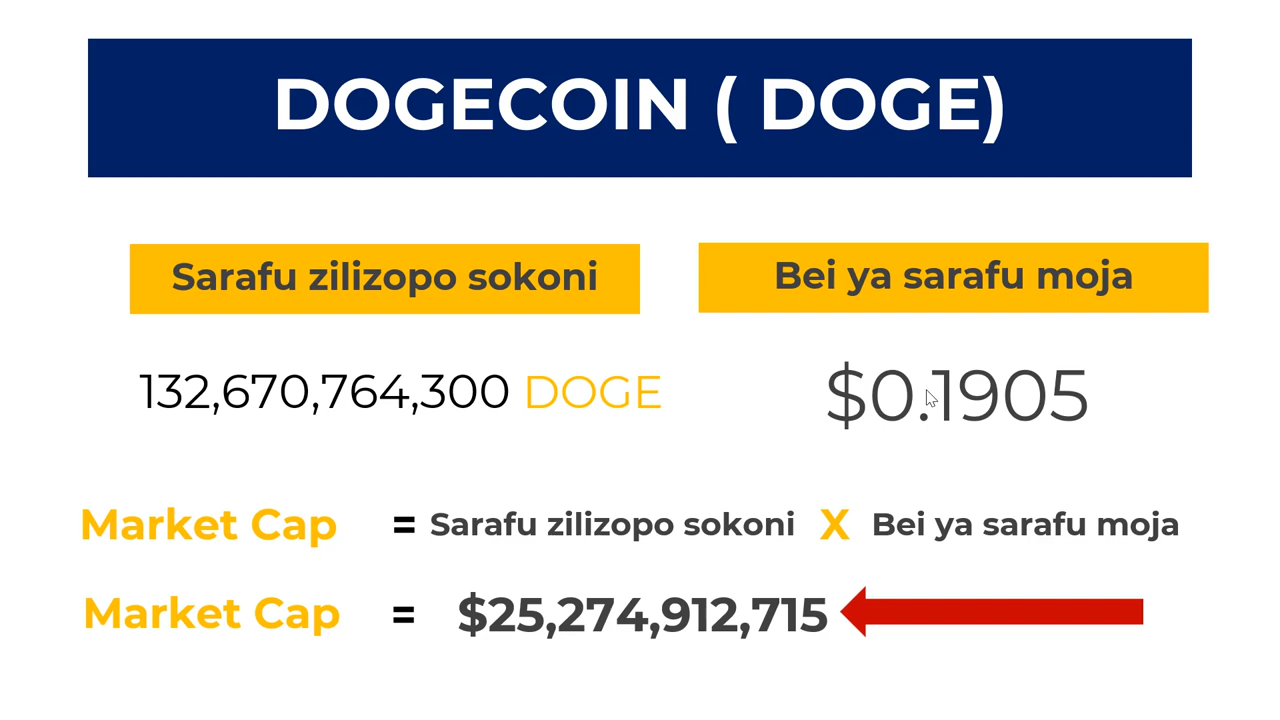 DOGECOIN ( DOGE)
Sarafu zilizopo sokoni
Bei ya sarafu moja
132,670,764,300 DOGE
$0.1905
Market Cap = Sarafu zilizopo sokoni X Bei ya sarafu moja
Market Cap = $25,274,912,715